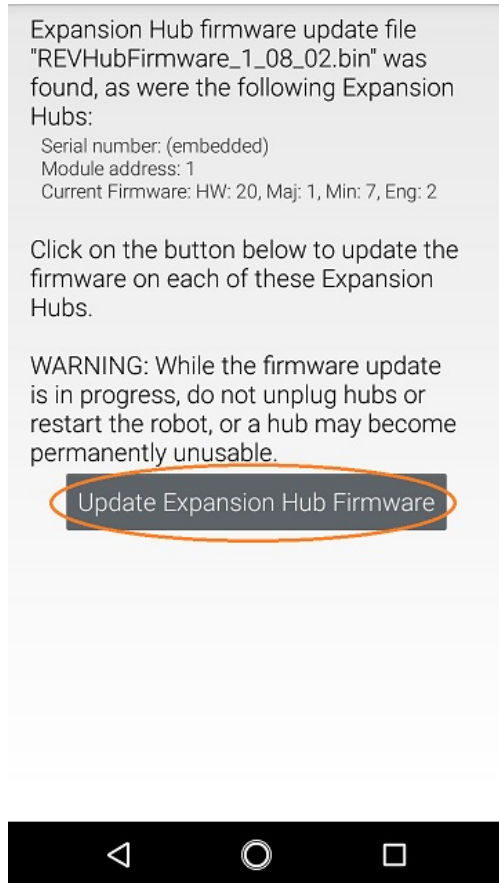 Expansion Hub firmware update file
"REVHubFirmware_1_08_02.bin" was
found, as were the following Expansion
Hubs:
Serial number: (embedded)
Module address: 1
Current Firmware: HW: 20, Maj: 1, Min: 7, Eng: 2
Click on the button below to update the
firmware on each of these Expansion
Hubs.
WARNING: While the firmware update
is in progress, do not unplug hubs or
restart the robot, or a hub may become
permanently unusable.
Update Expansion Hub Firmware